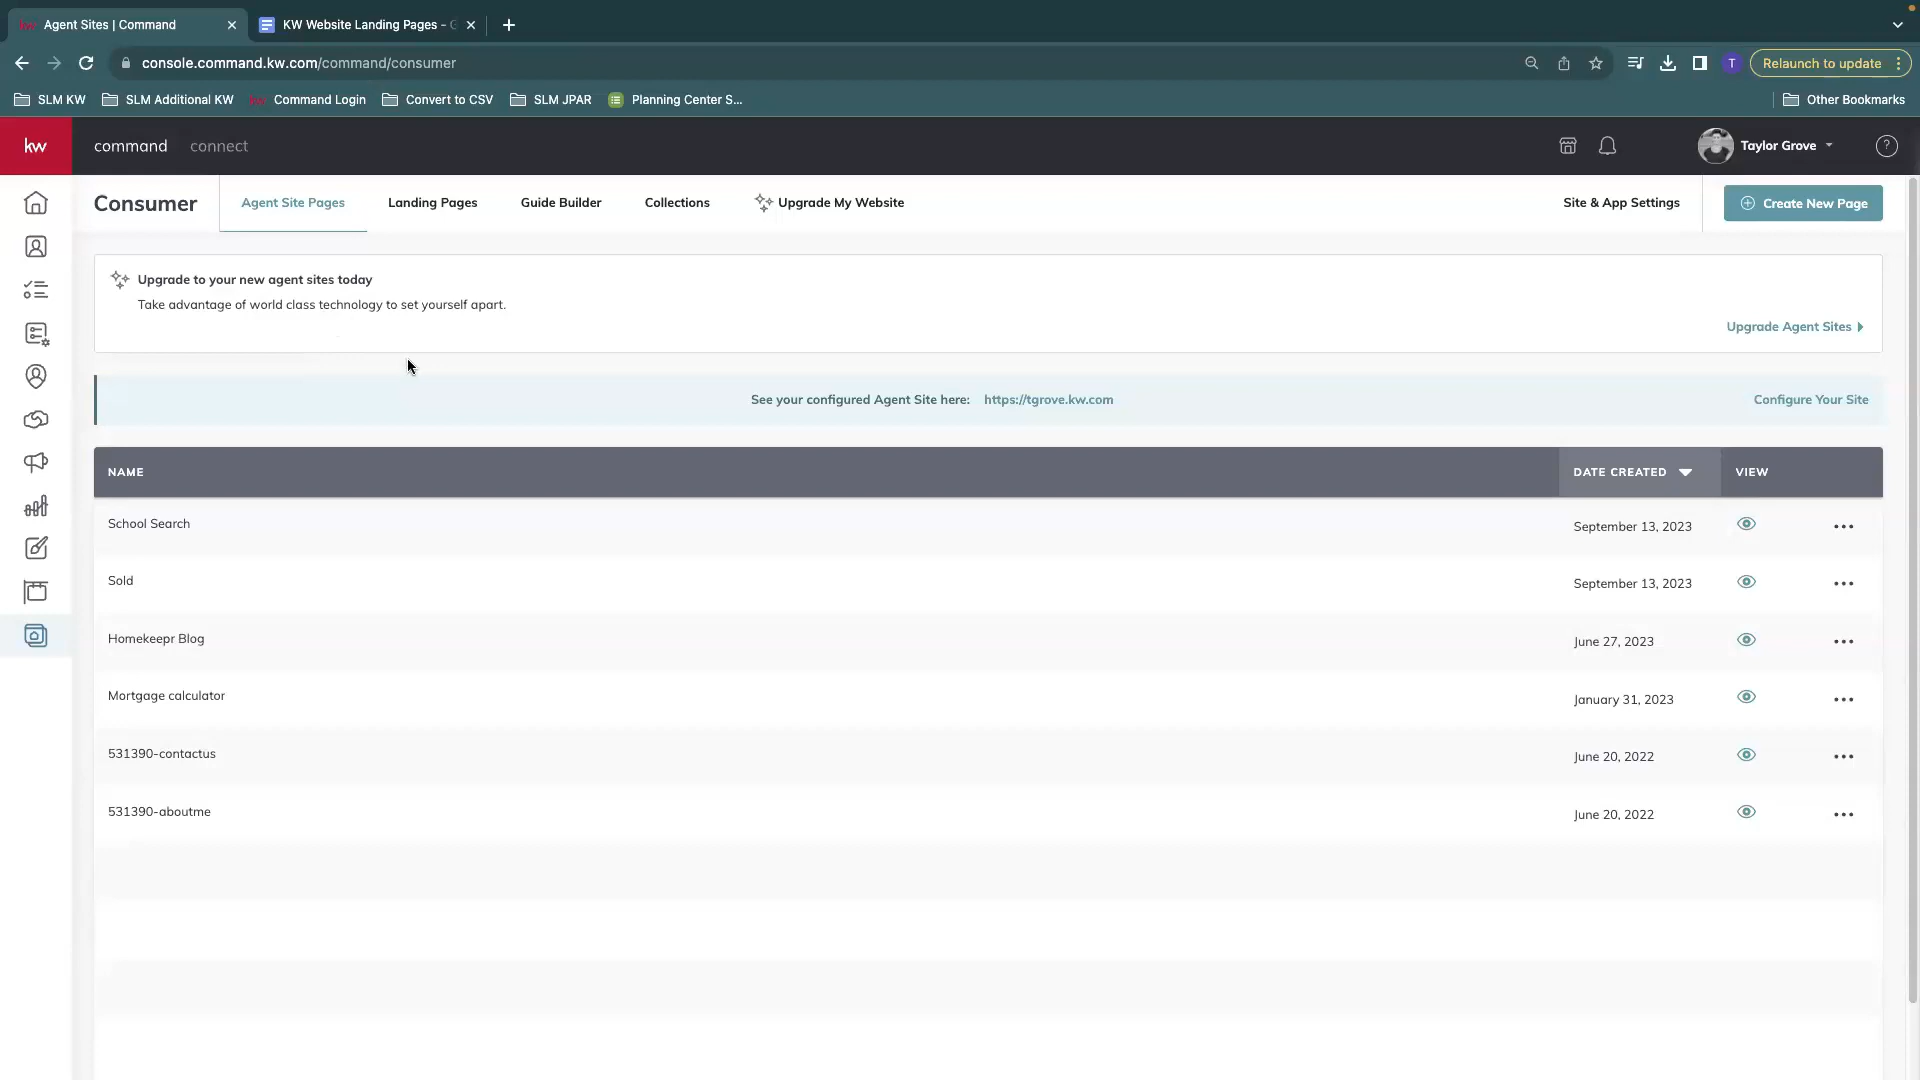 Agent Sites | Command
KW Website Landing Pages - G
console.command.kw.com/command/consumer
T
Relaunch to update
SLM KW
SLM Additional KW
Command Login
Convert to CSV
SLM JPAR
Planning Center S...
Other Bookmarks
kw
command
connect
Taylor Grove
?
Consumer
Agent Site Pages
Landing Pages
Guide Builder
Collections
Upgrade My Website
Site & App Settings
Create New Page
Upgrade to your new agent sites today
Take advantage of world class technology to set yourself apart.
Upgrade Agent Sites
See your configured Agent Site here: https://tgrove.kw.com
Configure Your Site
NAME
DATE CREATED
VIEW
School Search
September 13, 2023
Sold
September 13, 2023
Homekeepr Blog
June 27, 2023
Mortgage calculator
January 31, 2023
531390-contactus
June 20, 2022
531390-aboutme
June 20, 2022